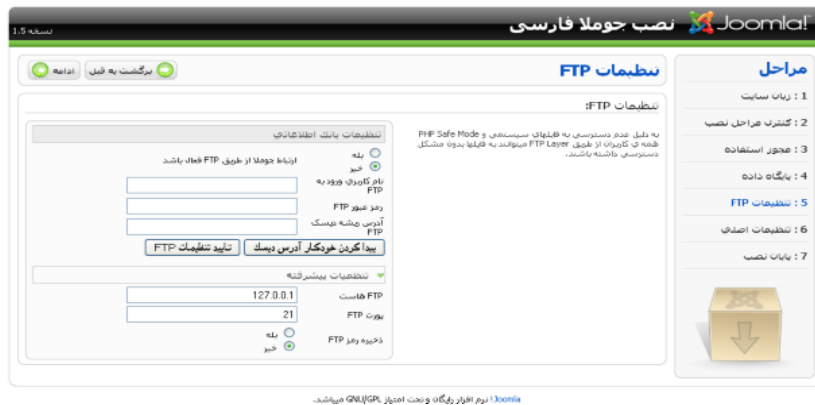 Joomla! نصب جوملا فارسی
نسخه 1.5
مراحل
1 : زبان سایت
2 : کنترل مراحل نصب
3 : مجوز استفاده
4 : پایگاه داده
5 : تنظیمات FTP
6 : تنظیمات اصلی
7 : پایان نصب
تنظیمات FTP
برگشت به قبل
ادامه
تنظیمات FTP:
به دلیل عدم دسترسی به فایلهای سیستمی و PHP Safe Mode
همه ی کاربران از طریق FTP Layer میتوانند به فایلها بدون مشکل
دسترسی داشته باشند.
تنظیمات بانک اطلاعاتی
ارتباط جوملا از طریق FTP فعال باشد
بله
خیر
نام کاربری ورود به
FTP
رمز عبور FTP
آدرس ریشه دیسک
FTP
پیدا کردن خودکار آدرس دیسک
تایید تنظیمات FTP
تنظمیات پیشرفته
FTP هاست 127.0.0.1
پورت FTP 21
ذخیره رمز FTP
بله
خیر
Joomla! نرم افزار رایگان و تحت امتیاز GNU/GPL میباشد.